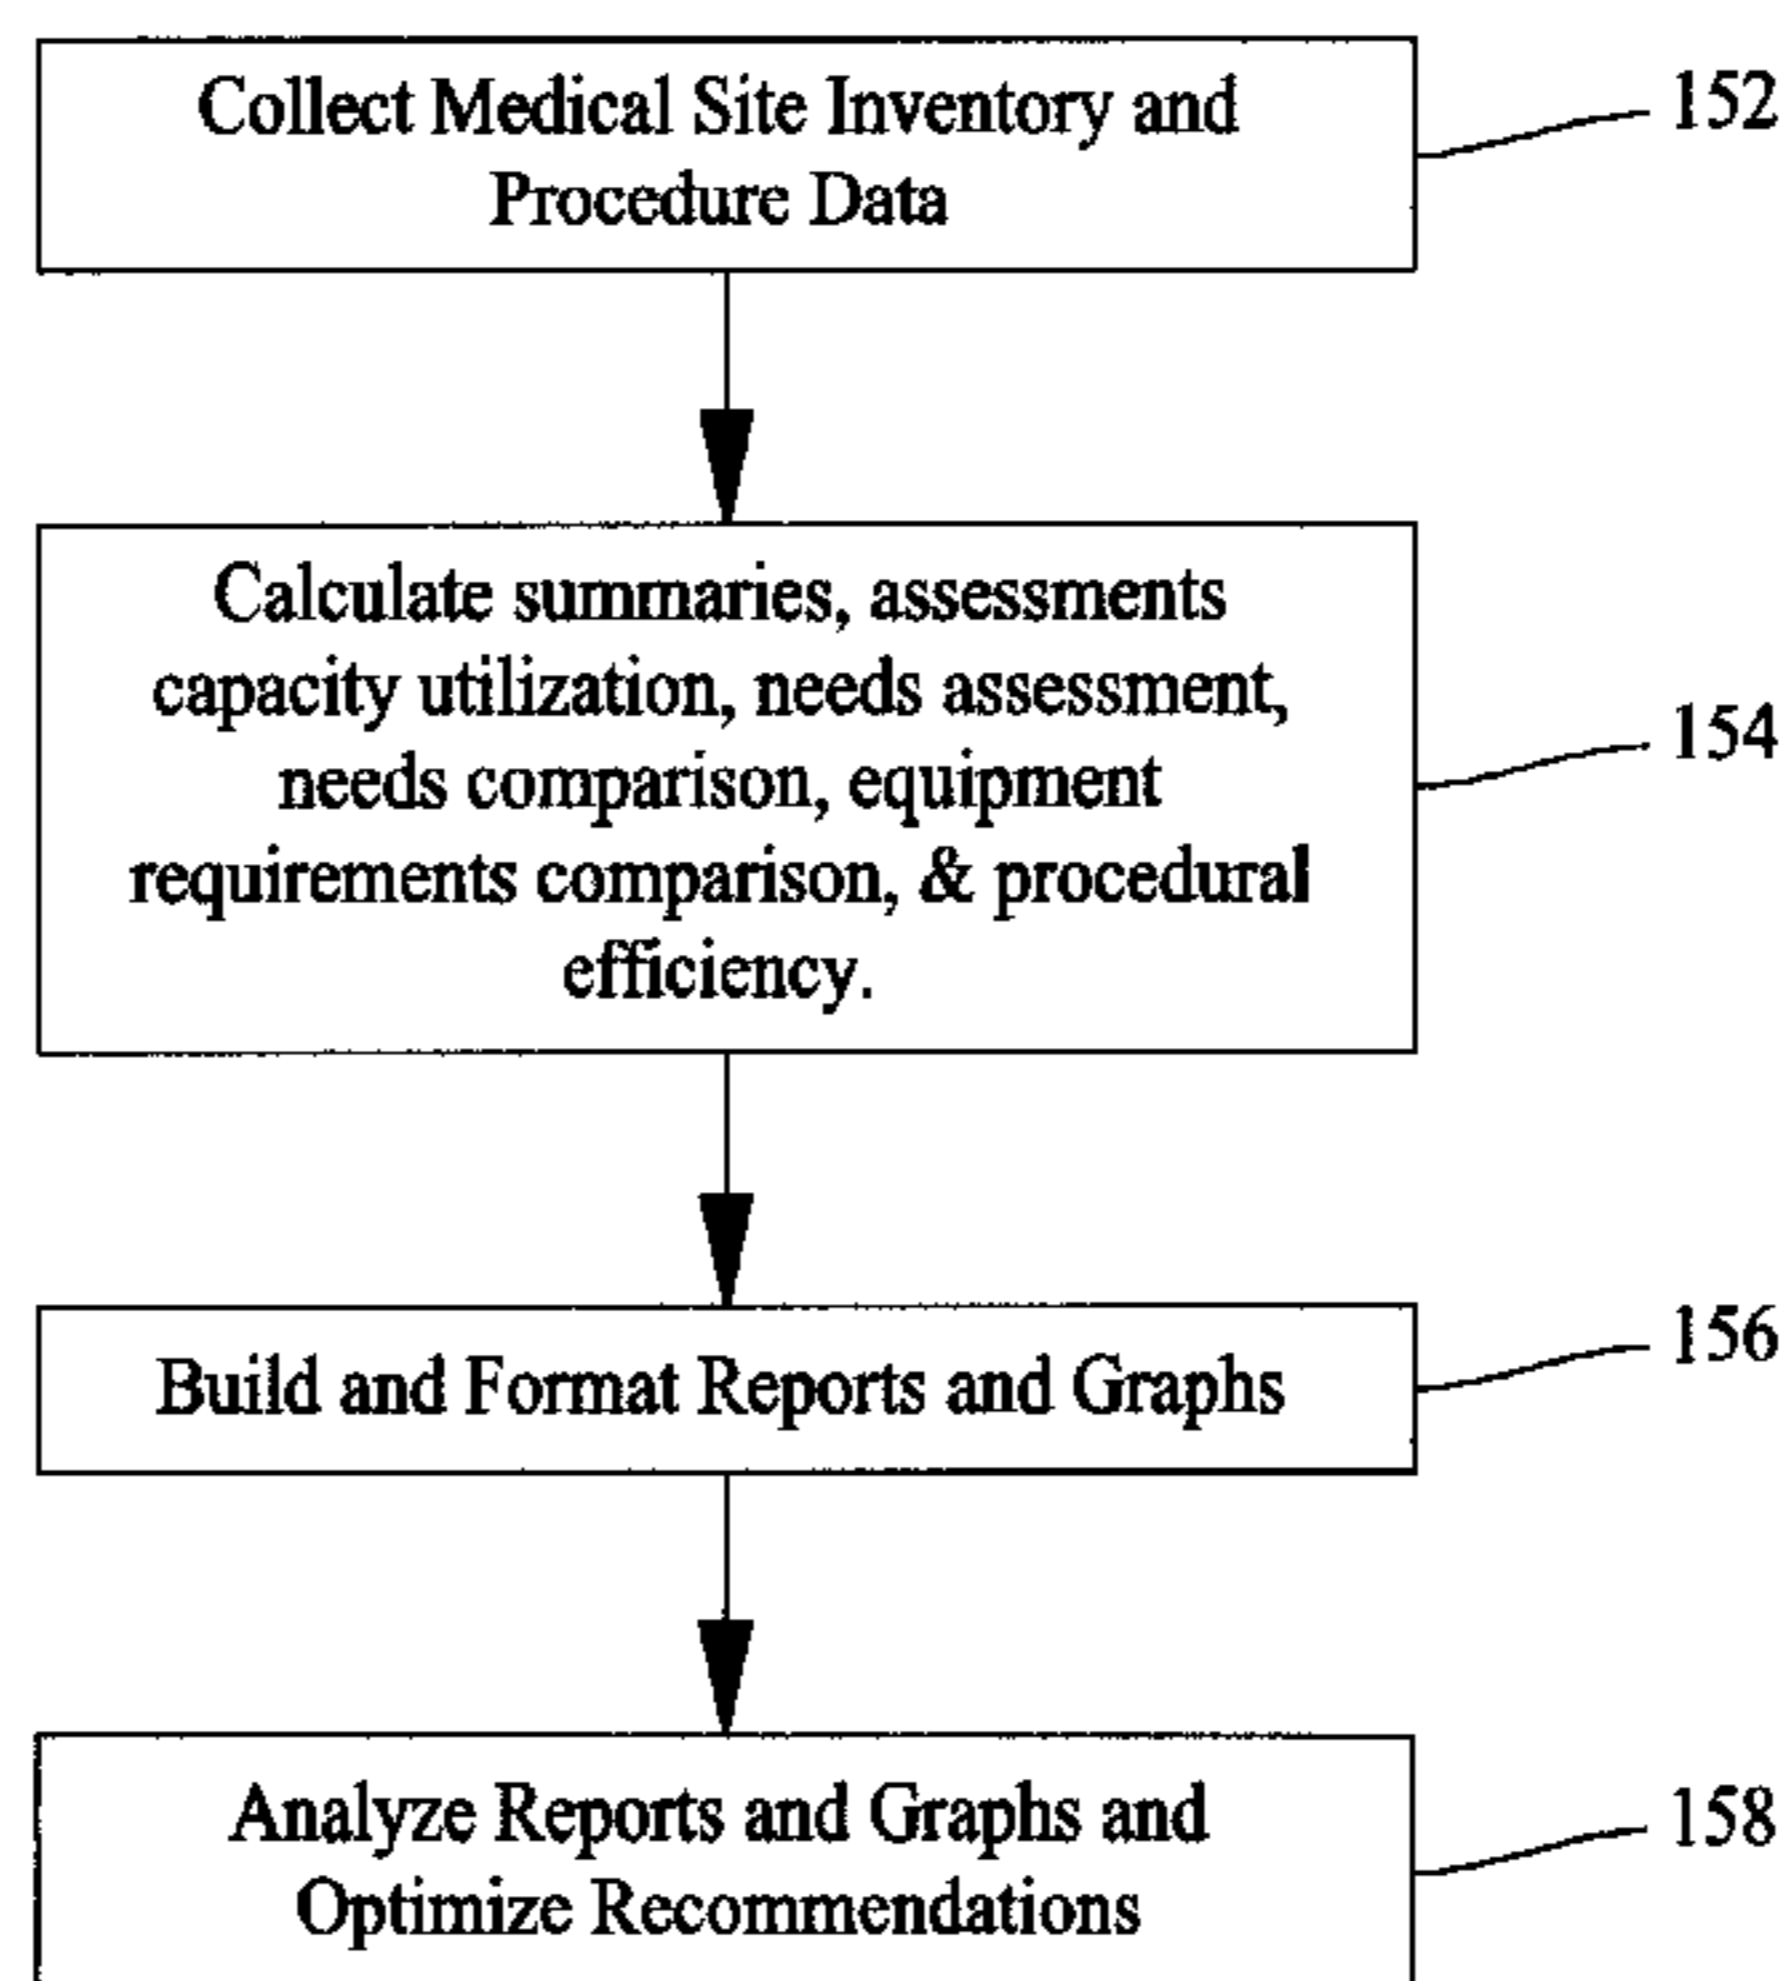 Collect Medical Site Inventory and
Procedure Data
152
Calculate summaries, assessments
capacity utilization, needs assessment,
needs comparison, equipment
requirements comparison, & procedural
efficiency.
154
Build and Format Reports and Graphs
156
Analyze Reports and Graphs and
Optimize Recommendations
158